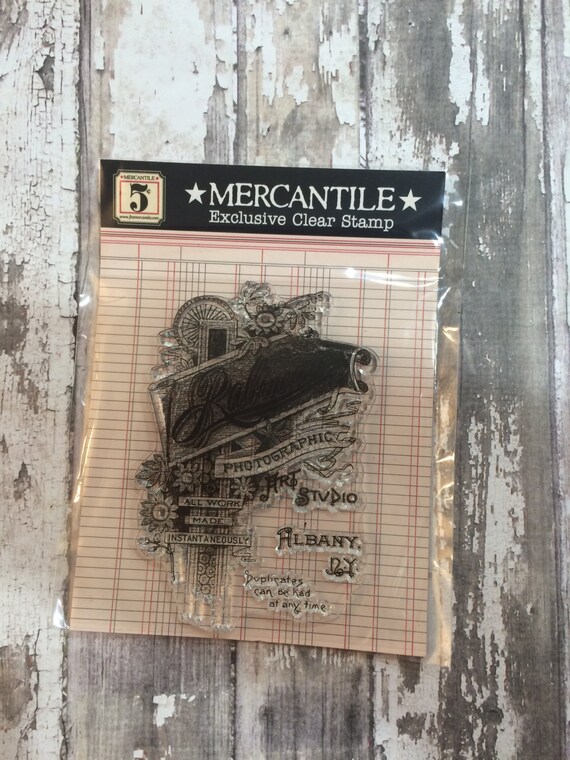 MERCANTILE
5¢
★MERCANTILE★
Exclusive Clear Stamp
PHOTOGRAPHIC
ART
STUDIO
ALL WORK
MADE
INSTANTANEOUSLY
ALBANY,
N.Y.
Duplicates
can be had
at any time.